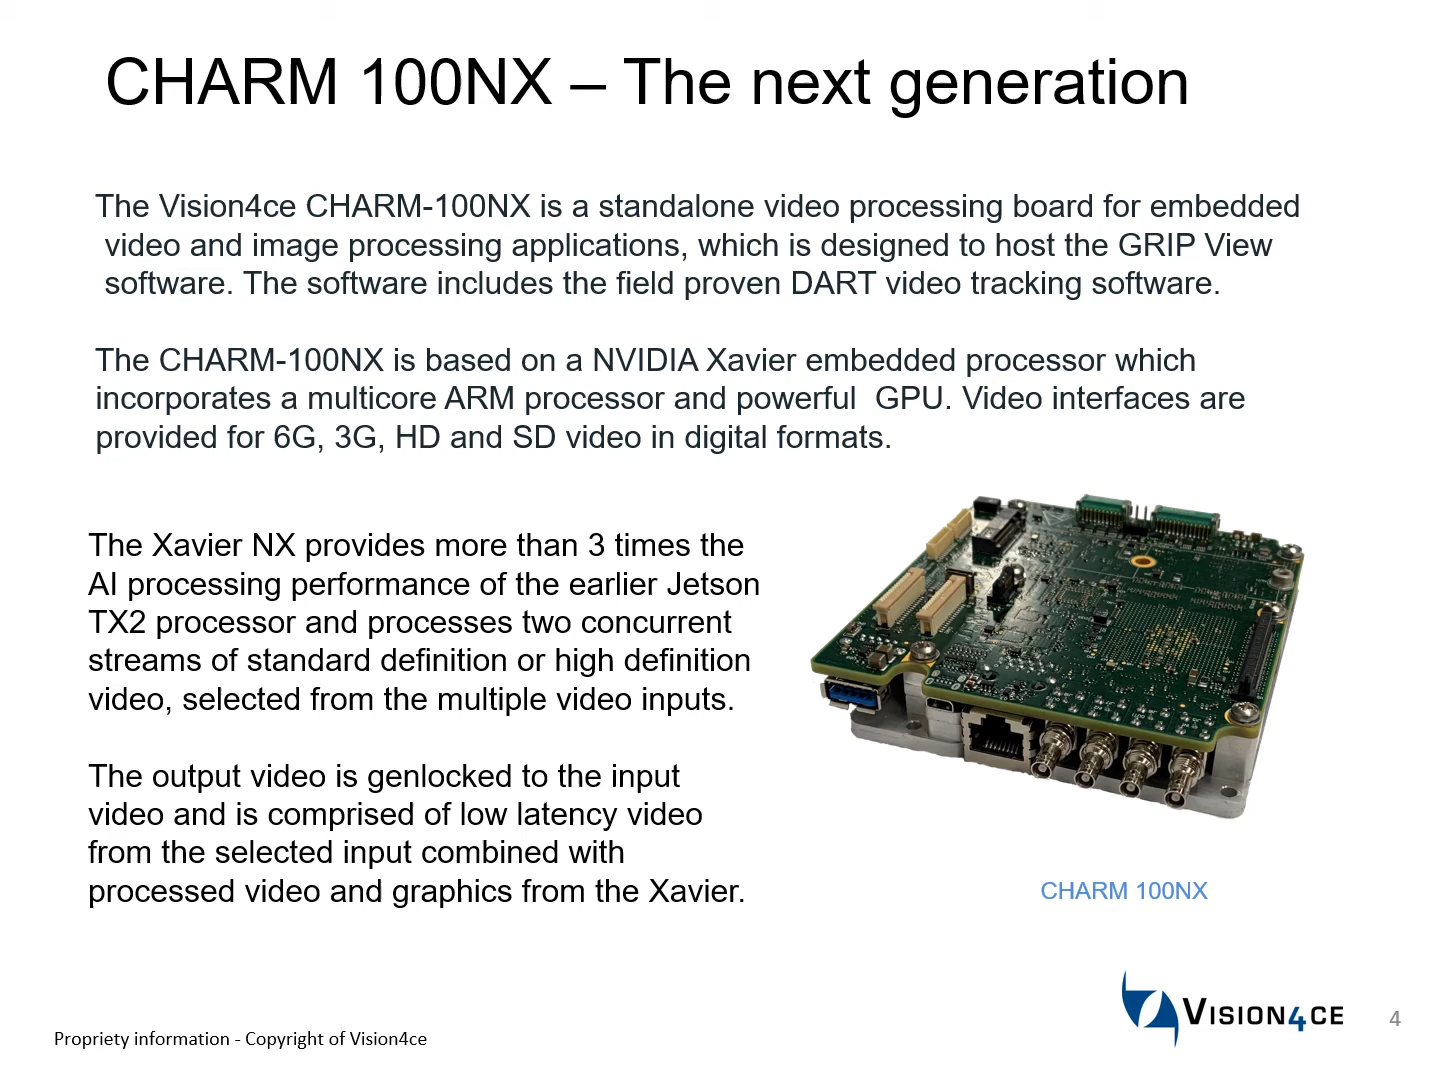 CHARM 100NX – The next generation
The Vision4ce CHARM-100NX is a standalone video processing board for embedded
video and image processing applications, which is designed to host the GRIP View
software. The software includes the field proven DART video tracking software.
The CHARM-100NX is based on a NVIDIA Xavier embedded processor which
incorporates a multicore ARM processor and powerful  GPU. Video interfaces are
provided for 6G, 3G, HD and SD video in digital formats.
The Xavier NX provides more than 3 times the
AI processing performance of the earlier Jetson
TX2 processor and processes two concurrent
streams of standard definition or high definition
video, selected from the multiple video inputs.
The output video is genlocked to the input
video and is comprised of low latency video
from the selected input combined with
processed video and graphics from the Xavier.
CHARM 100NX
VISION4CE
4
Propriety information - Copyright of Vision4ce